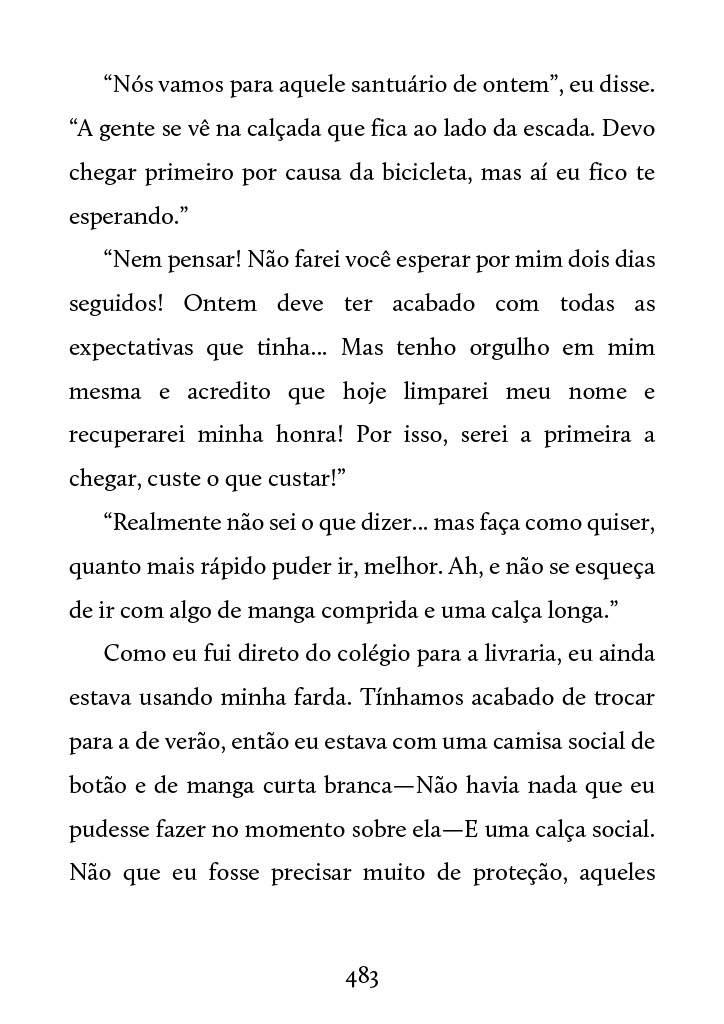 “Nós vamos para aquele santuário de ontem”, eu disse.
“A gente se vê na calçada que fica ao lado da escada. Devo
chegar primeiro por causa da bicicleta, mas aí eu fico te
esperando.”
“Nem pensar! Não farei você esperar por mim dois dias
seguidos! Ontem deve ter acabado com todas as
expectativas que tinha... Mas tenho orgulho em mim
mesma e acredito que hoje limparei meu nome e
recuperarei minha honra! Por isso, serei a primeira a
chegar, custe o que custar!”
“Realmente não sei o que dizer... mas faça como quiser,
quanto mais rápido puder ir, melhor. Ah, e não se esqueça
de ir com algo de manga comprida e uma calça longa.”
Como eu fui direto do colégio para a livraria, eu ainda
estava usando minha farda. Tínhamos acabado de trocar
para a de verão, então eu estava com uma camisa social de
botão e de manga curta branca—Não havia nada que eu
pudesse fazer no momento sobre ela—E uma calça social.
Não que eu fosse precisar muito de proteção, aqueles
483